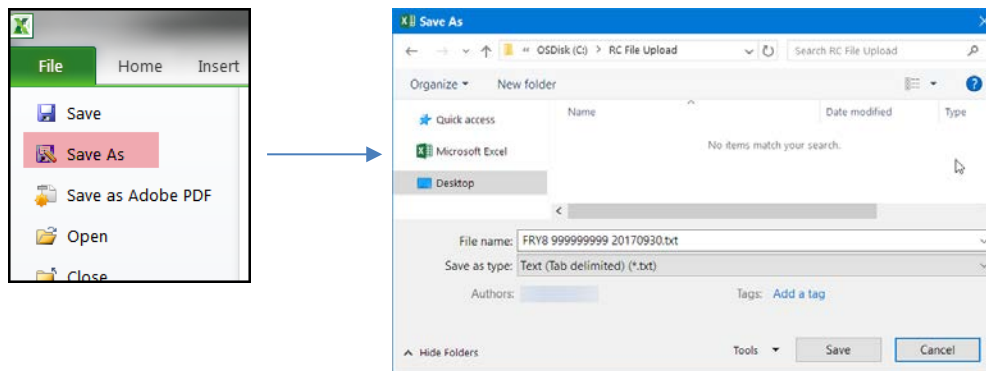 File Home Insert
Save
Save As
Save as Adobe PDF
Open
Close
Save As
« OSDisk (C:) > RC File Upload
Search RC File Upload
Organize New folder
Name Date modified Type
Quick access
No items match your search.
Microsoft Excel
Desktop
File name: FRY8 999999999 20170930.txt
Save as type: Text (Tab delimited) (*.txt)
Authors: Tags: Add a tag
Hide Folders Tools Save Cancel